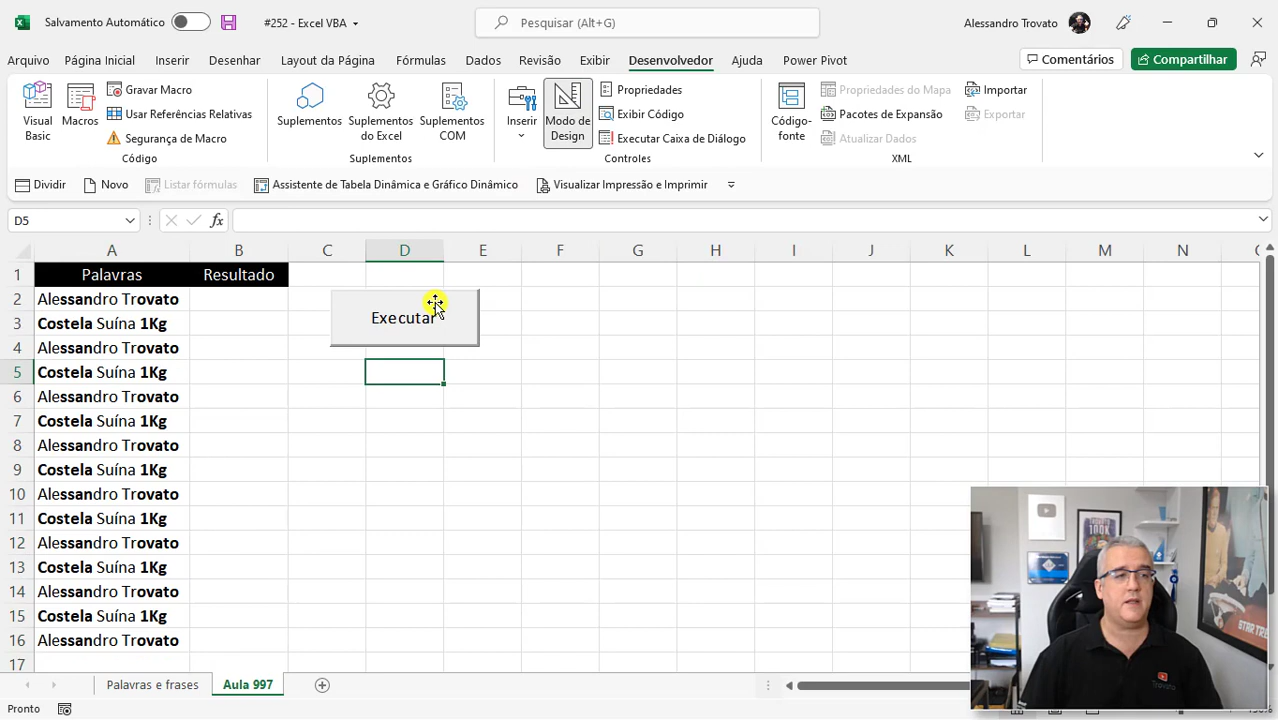 Salvamento Automático
#252 - Excel VBA
Pesquisar (Alt+G)
Alessandro Trovato
Arquivo Página Inicial Inserir Desenhar Layout da Página Fórmulas Dados Revisão Exibir Desenvolvedor Ajuda Power Pivot
Comentários Compartilhar
Visual Basic
Macros
Gravar Macro
Usar Referências Relativas
Segurança de Macro
Código
Suplementos
Suplementos do Excel
Suplementos COM
Suplementos
Inserir
Modo de Design
Propriedades
Exibir Código
Executar Caixa de Diálogo
Controles
Código-fonte
Propriedades do Mapa
Pacotes de Expansão
Atualizar Dados
Importar
Exportar
XML
Dividir Novo Listar fórmulas Assistente de Tabela Dinâmica e Gráfico Dinâmico Visualizar Impressão e Imprimir
D5 fx
A B C D E F G H I J K L M N
1 Palavras Resultado
2 Alessandro Trovato
Executar
3 Costela Suína 1Kg
4 Alessandro Trovato
5 Costela Suína 1Kg
6 Alessandro Trovato
7 Costela Suína 1Kg
8 Alessandro Trovato
9 Costela Suína 1Kg
10 Alessandro Trovato
11 Costela Suína 1Kg
12 Alessandro Trovato
13 Costela Suína 1Kg
14 Alessandro Trovato
15 Costela Suína 1Kg
16 Alessandro Trovato
17
STAR TRE
Trovato
Palavras e frases Aula 997
Pronto